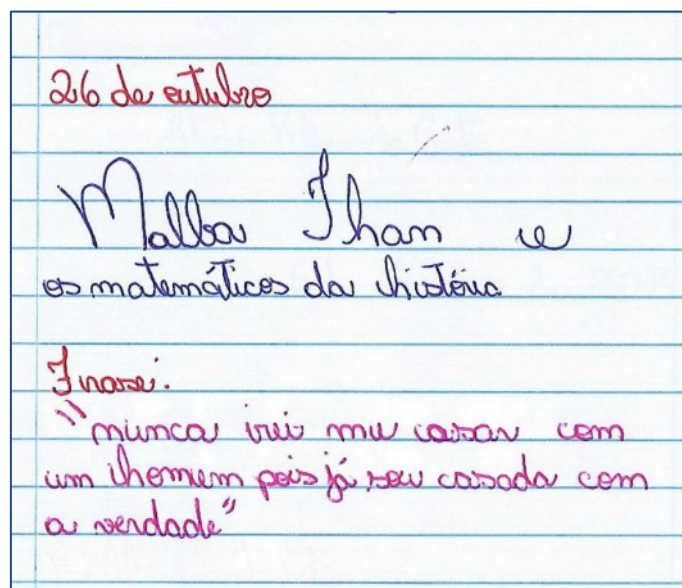 26 de outubro
Malba Than e
os matemáticos da história
Frase:
"nunca irei me casar com
um homem pois já sou casada com
a verdade"